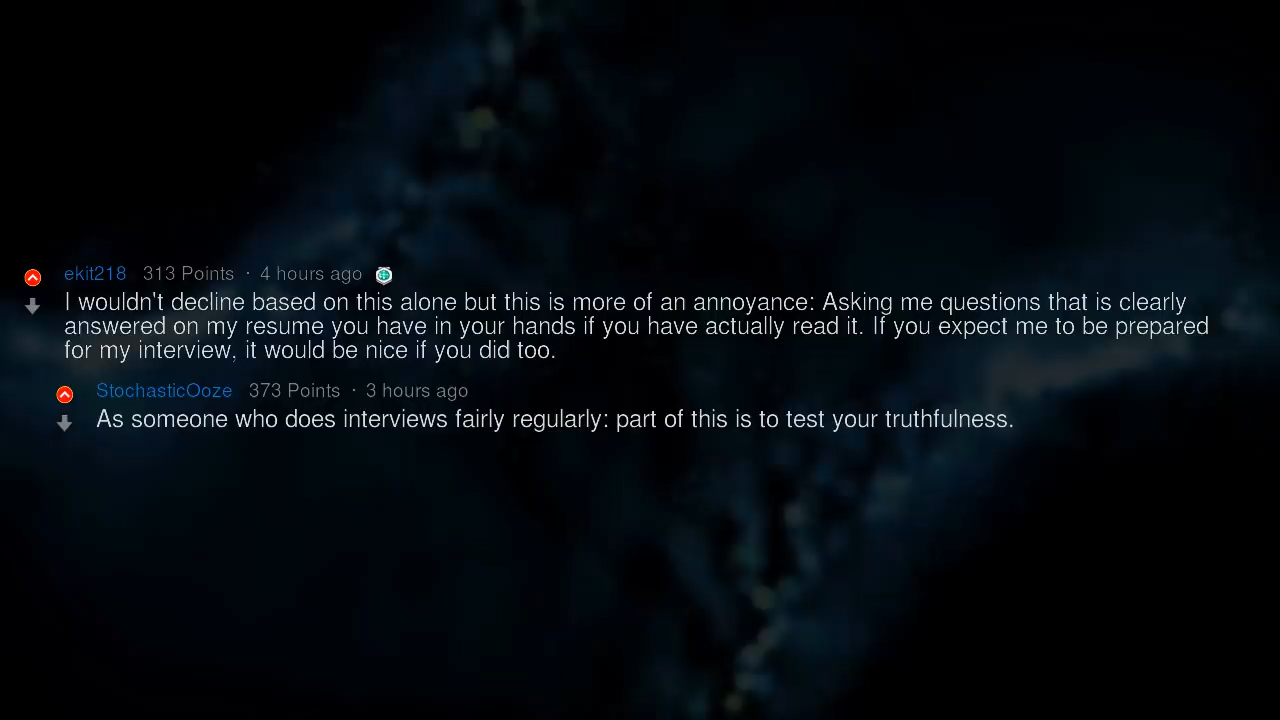 ekit218 313 Points · 4 hours ago
I wouldn't decline based on this alone but this is more of an annoyance: Asking me questions that is clearly
answered on my resume you have in your hands if you have actually read it. If you expect me to be prepared
for my interview, it would be nice if you did too.
StochasticOoze 373 Points · 3 hours ago
As someone who does interviews fairly regularly: part of this is to test your truthfulness.